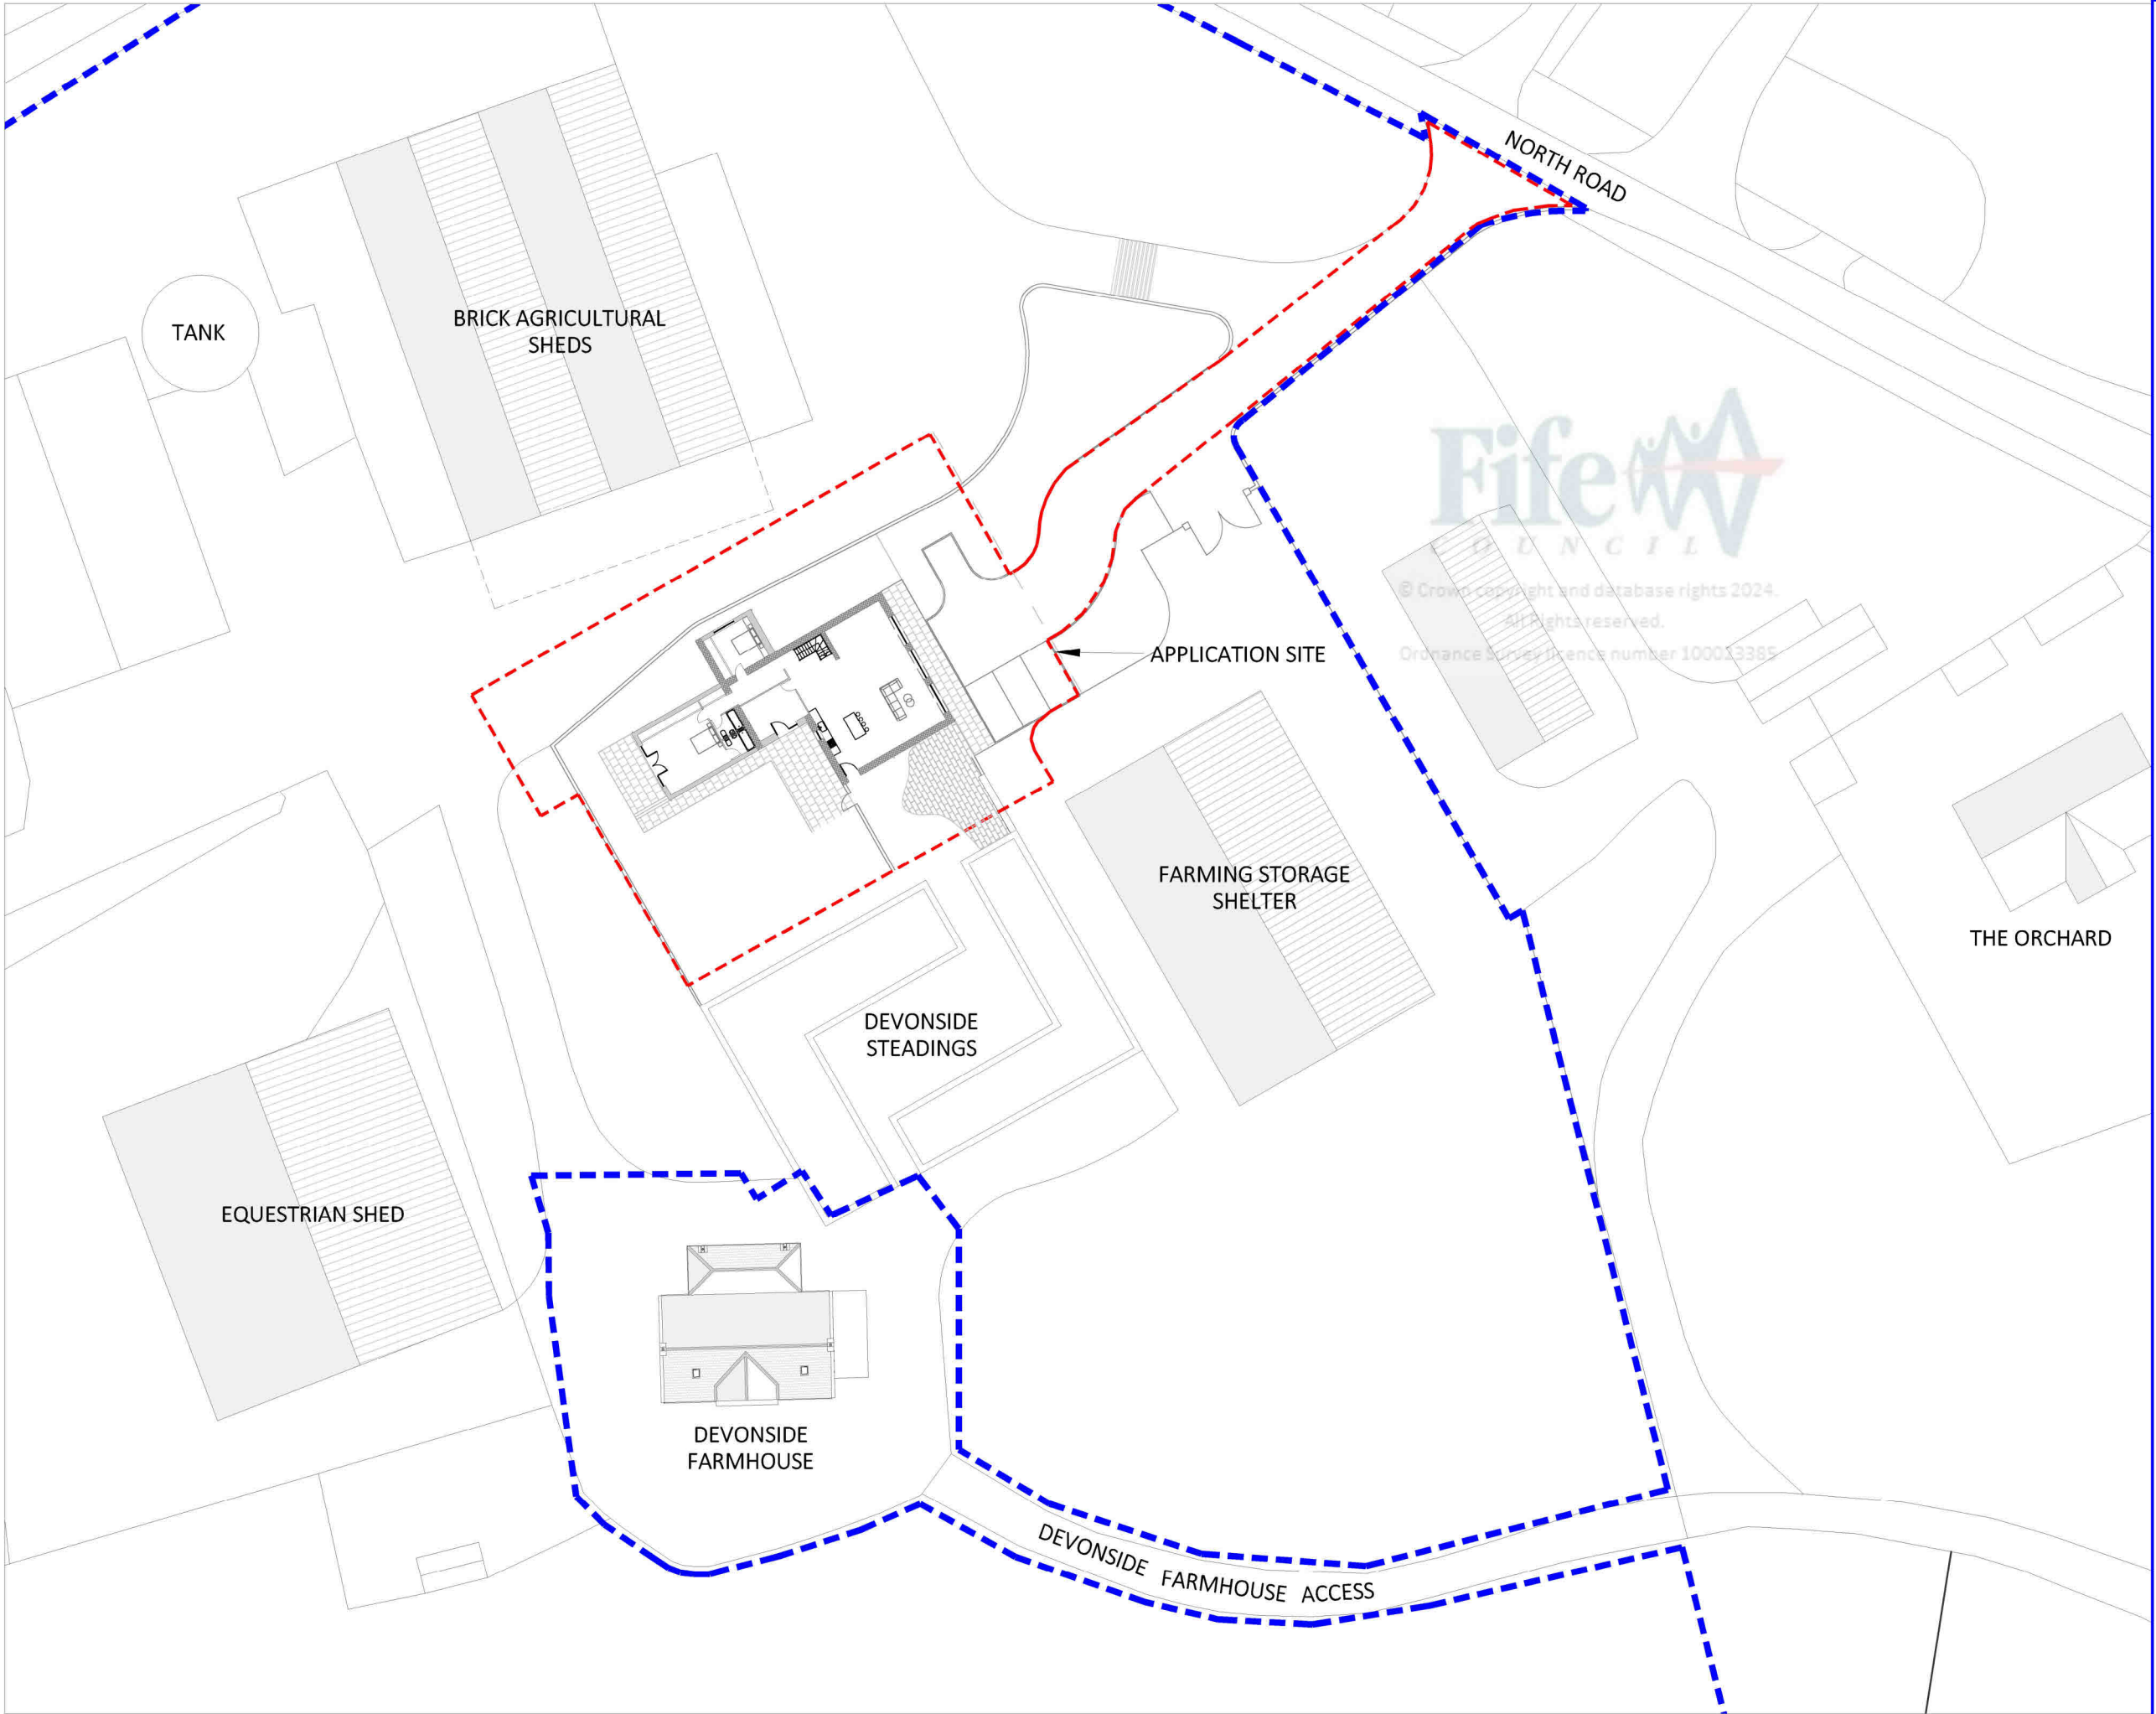 NORTH ROAD
TANK
BRICK AGRICULTURAL
SHEDS
Fife
COUNCIL
© Crown copyright and database rights 2024.
All Rights reserved.
Ordnance Survey licence number 100023385
APPLICATION SITE
FARMING STORAGE
SHELTER
THE ORCHARD
DEVONSIDE
STEADINGS
EQUESTRIAN SHED
DEVONSIDE
FARMHOUSE
DEVONSIDE FARMHOUSE ACCESS